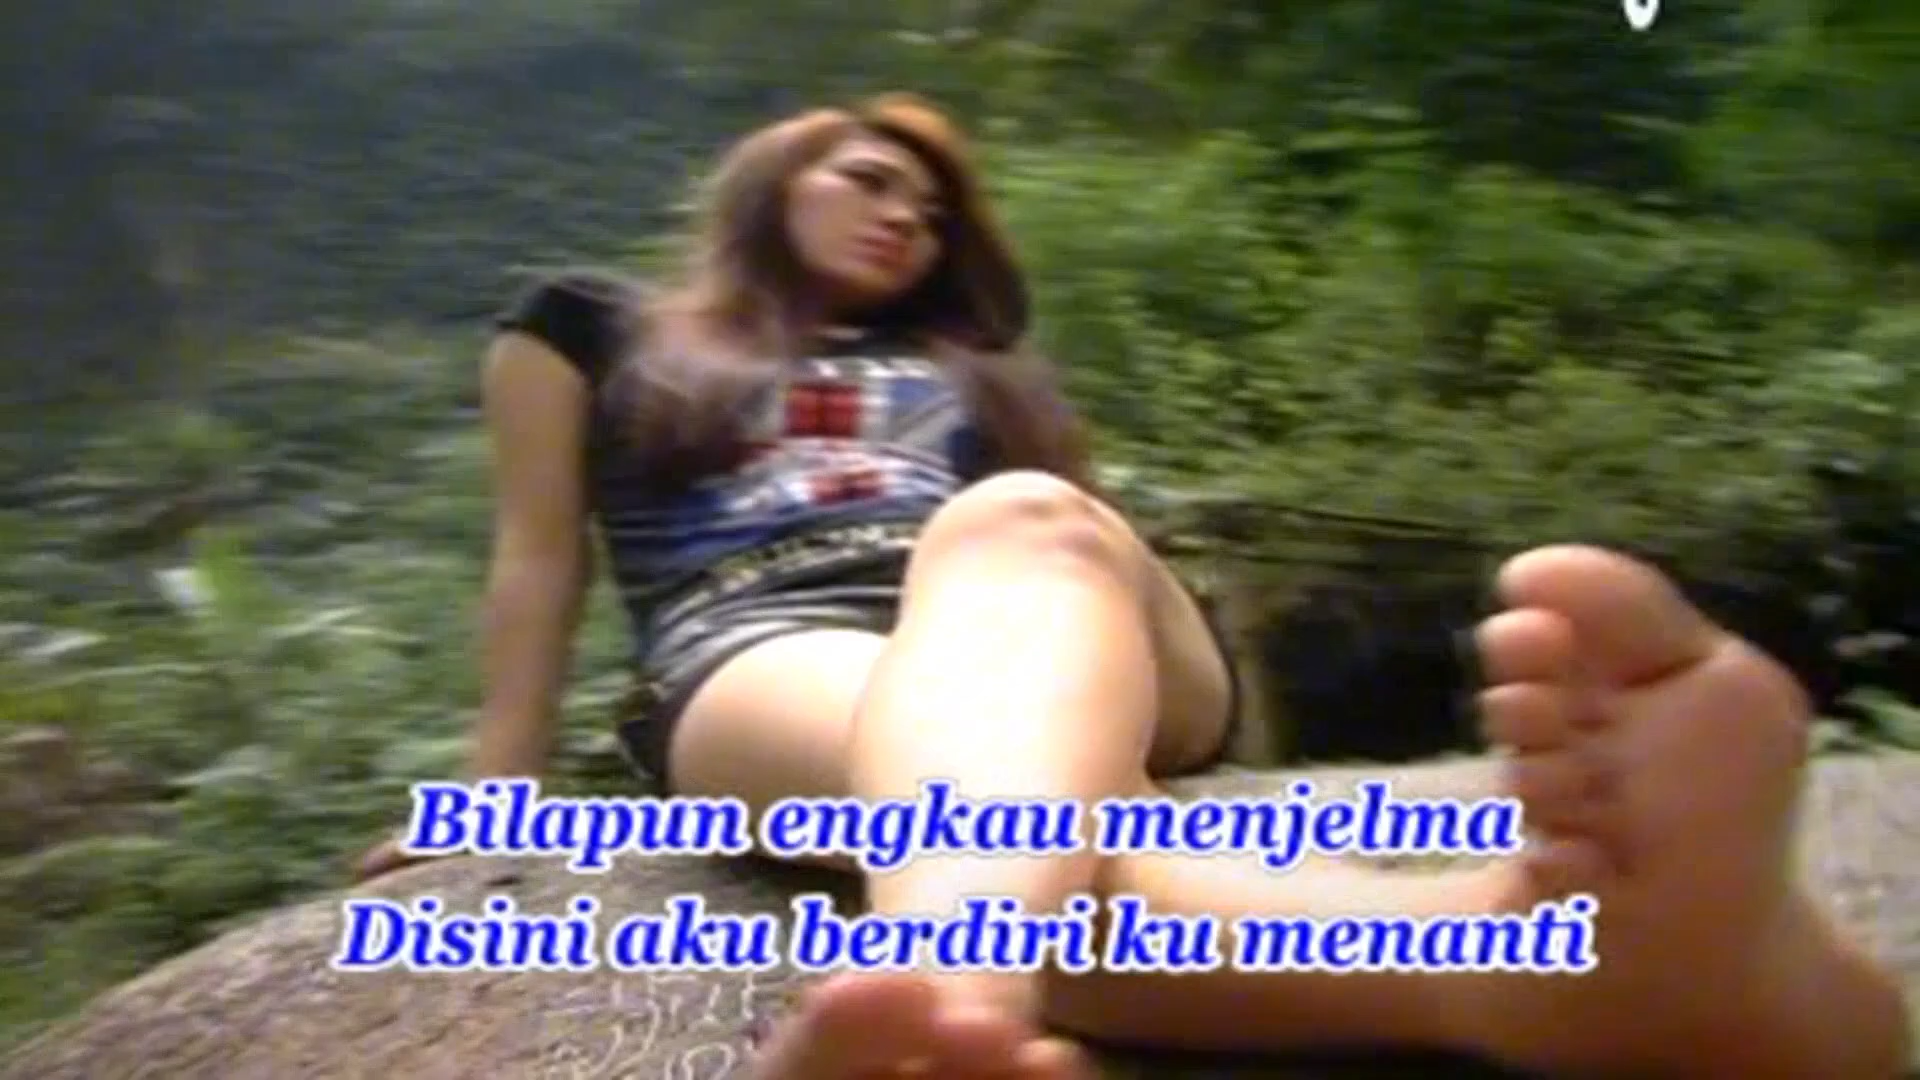 Bilapun engkau menjelma
Disini aku berdiri ku menanti